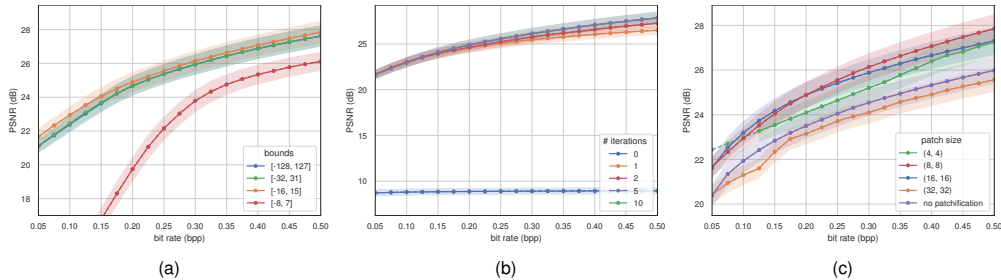 PSNR (dB)
28
26
24
22
20
18
0.05 0.10 0.15 0.20 0.25 0.30 0.35 0.40 0.45 0.50
bit rate (bpp)
bounds
[-128, 127]
[-32, 31]
[-16, 15]
[-8, 7]
(a)
PSNR (dB)
25
20
15
10
0.05 0.10 0.15 0.20 0.25 0.30 0.35 0.40 0.45 0.50
bit rate (bpp)
# iterations
0
1
2
5
10
(b)
PSNR (dB)
28
26
24
22
20
0.05 0.10 0.15 0.20 0.25 0.30 0.35 0.40 0.45 0.50
bit rate (bpp)
patch size
(4, 4)
(8, 8)
(16, 16)
(32, 32)
no patchification
(c)